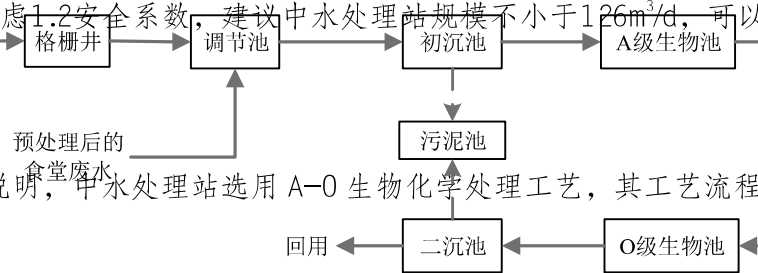 虑1.2安全系数，建议中水处理站规模不小于126m³/d，可以
格栅井 调节池 初沉池 A级生物池
预处理后的 污泥池
食堂废水
说明，中水处理站选用 A-O 生物化学处理工艺，其工艺流程
回用 二沉池 O级生物池